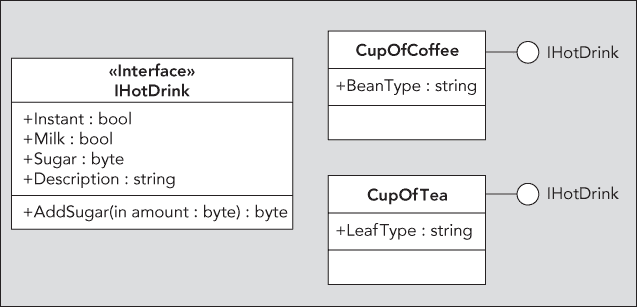 «Interface»
IHotDrink
+Instant : bool
+Milk : bool
+Sugar : byte
+Description : string
+AddSugar(in amount : byte) : byte
CupOfCoffee
+BeanType : string
IHotDrink
CupOfTea
+LeafType : string
IHotDrink